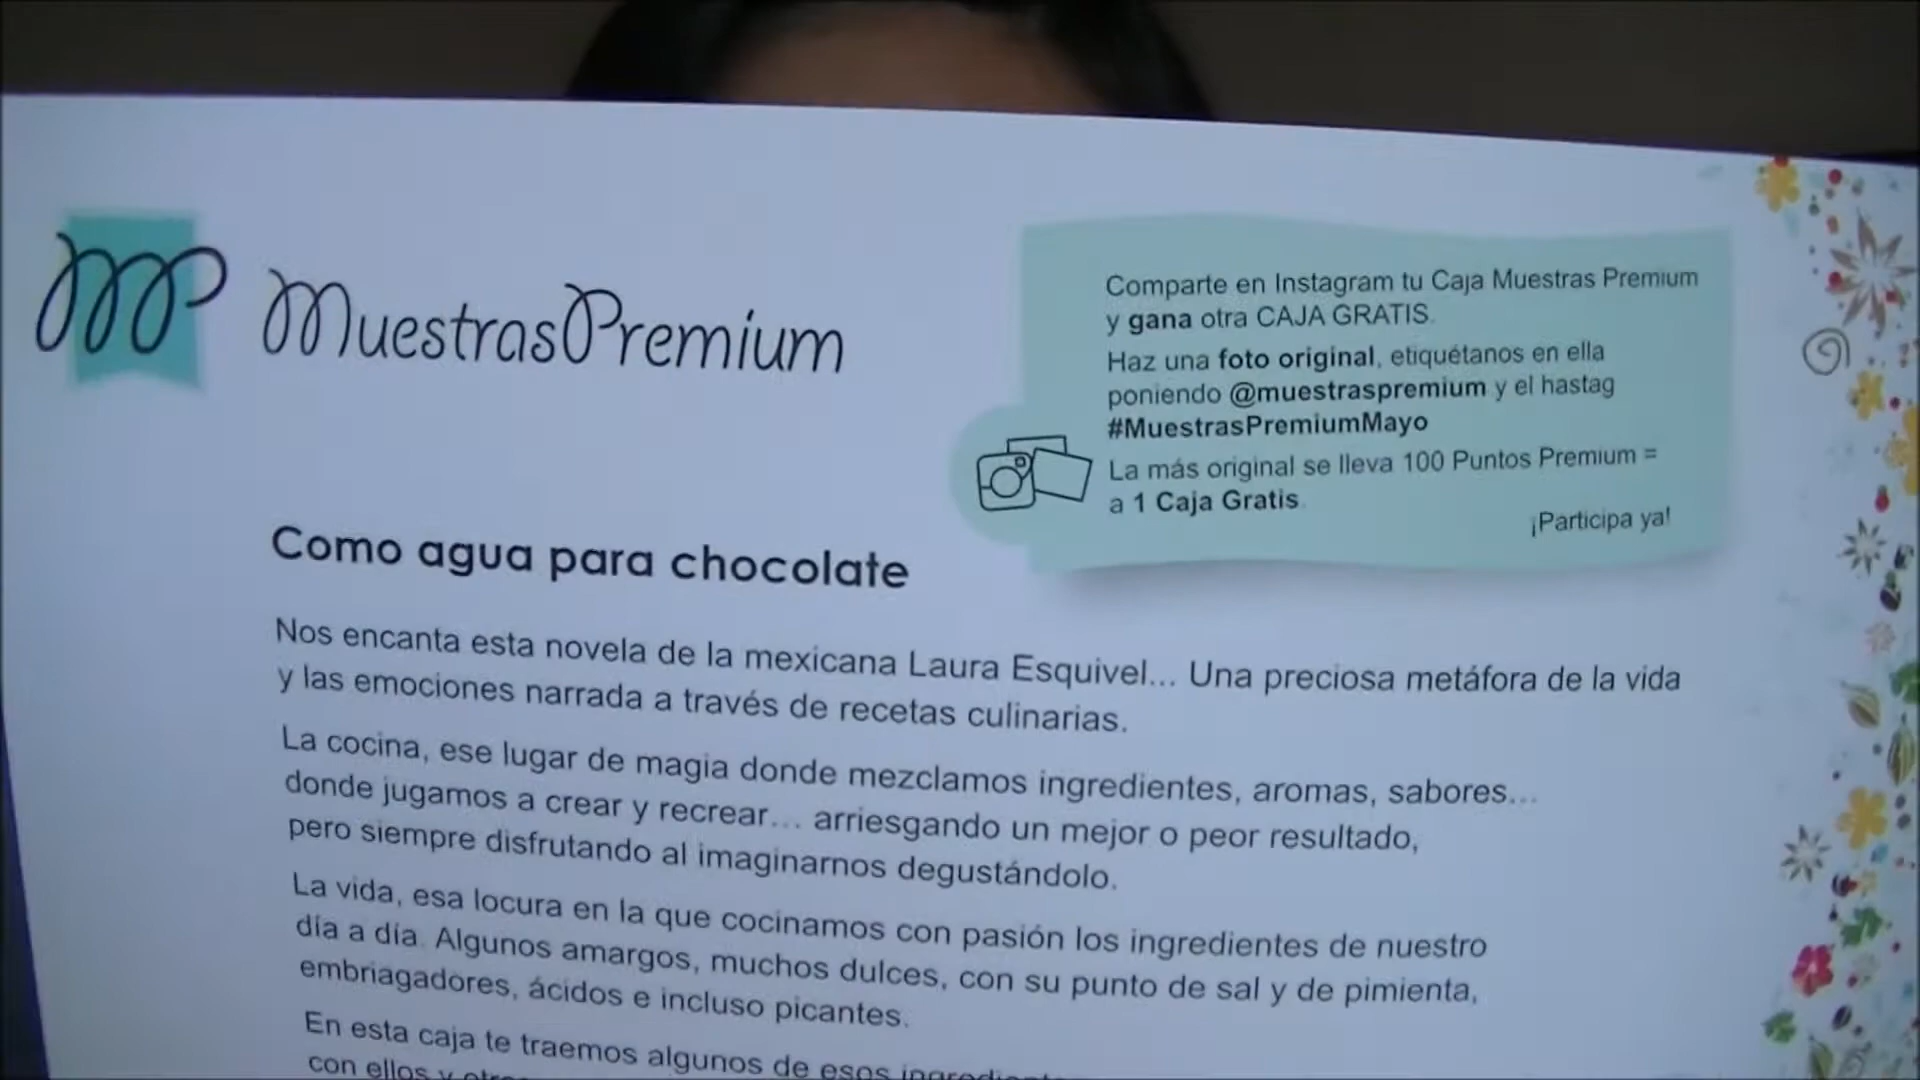 MP MuestrasPremium
Comparte en Instagram tu Caja Muestras Premium
y gana otra CAJA GRATIS.
Haz una foto original, etiquétanos en ella
poniendo @muestraspremium y el hastag
#MuestrasPremiumMayo
La más original se lleva 100 Puntos Premium =
a 1 Caja Gratis.
¡Participa ya!
Como agua para chocolate
Nos encanta esta novela de la mexicana Laura Esquivel... Una preciosa metáfora de la vida
y las emociones narrada a través de recetas culinarias.
La cocina, ese lugar de magia donde mezclamos ingredientes, aromas, sabores...
donde jugamos a crear y recrear... arriesgando un mejor o peor resultado,
pero siempre disfrutando al imaginarnos degustándolo.
La vida, esa locura en la que cocinamos con pasión los ingredientes de nuestro
día a día. Algunos amargos, muchos dulces, con su punto de sal y de pimienta,
embriagadores, ácidos e incluso picantes.
En esta caja te traemos algunos de esos
con ellos y